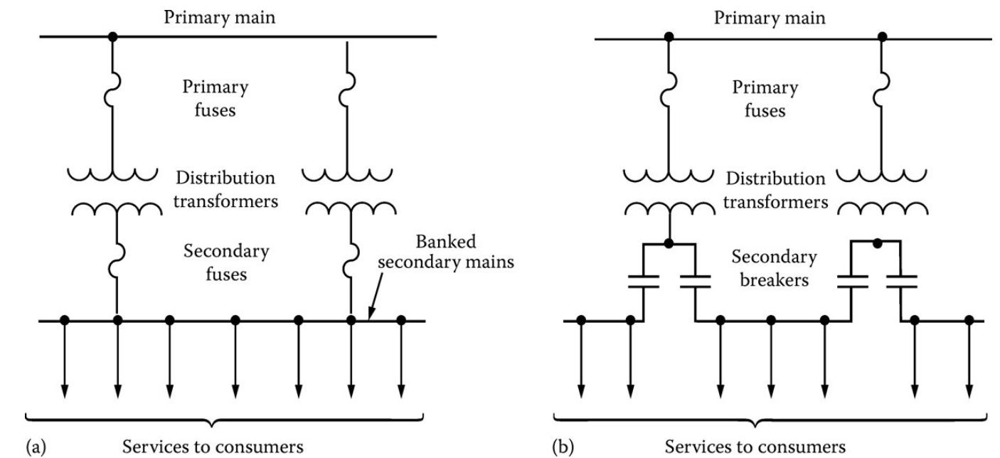 Primary main
Primary
fuses
Distribution
transformers
Secondary
fuses
Banked
secondary mains
(a)
Services to consumers
Primary main
Primary
fuses
Distribution
transformers
Secondary
breakers
(b)
Services to consumers